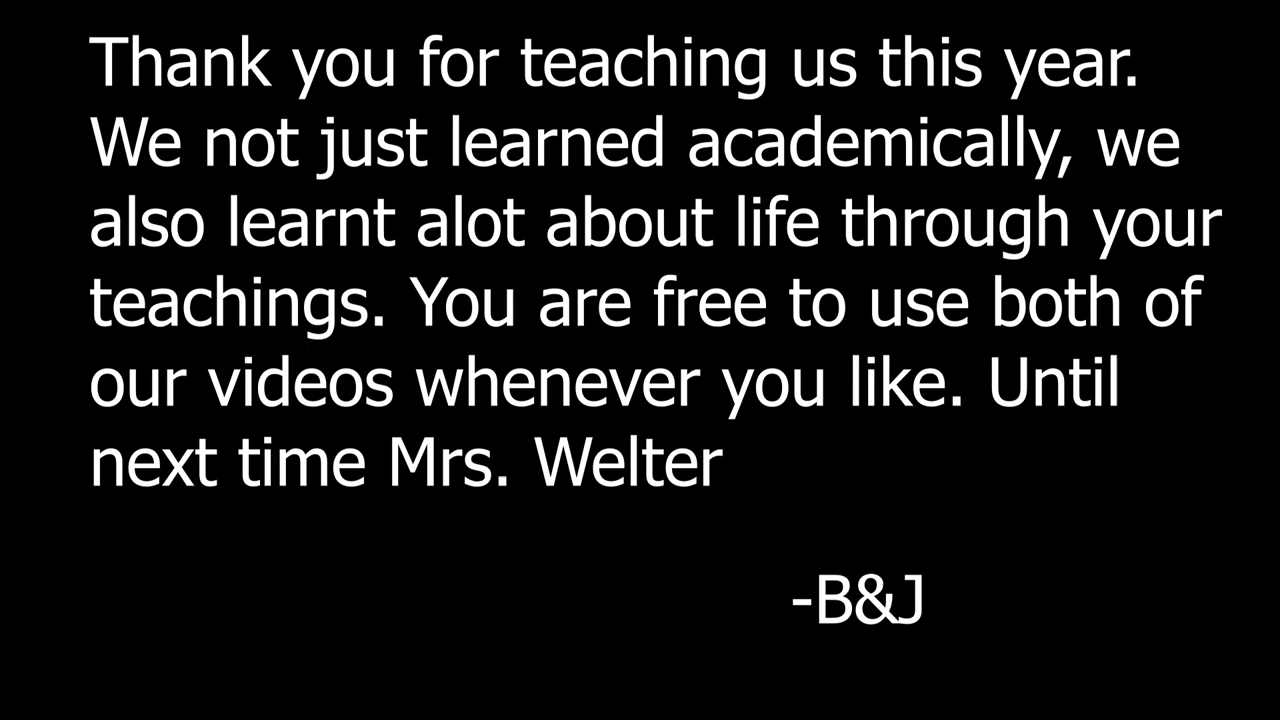 Thank you for teaching us this year.
We not just learned academically, we
also learnt alot about life through your
teachings. You are free to use both of
our videos whenever you like. Until
next time Mrs. Welter
-B&J